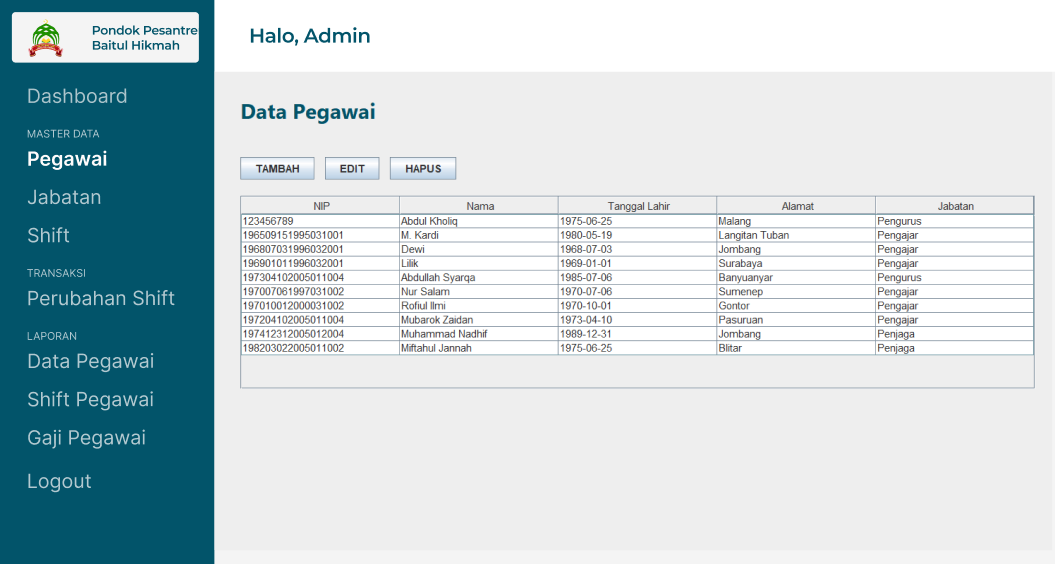 Pondok Pesantre
Baitul Hikmah
Halo, Admin
Dashboard
MASTER DATA
Pegawai
Jabatan
Shift
TRANSAKSI
Perubahan Shift
LAPORAN
Data Pegawai
Shift Pegawai
Gaji Pegawai
Logout
Data Pegawai
TAMBAH EDIT HAPUS
NIP Nama Tanggal Lahir Alamat Jabatan
123456789 Abdul Kholiq 1975-06-25 Malang Pengurus
196509151995031001 M. Kardi 1980-05-19 Langitan Tuban Pengajar
196807031996032001 Dewi 1968-07-03 Jombang Pengajar
196901011996032001 Lilik 1969-01-01 Surabaya Pengajar
197304102005011004 Abdullah Syarqa 1985-07-06 Banyuanyar Pengurus
197007061997031002 Nur Salam 1970-07-06 Sumenep Pengajar
197010012000031002 Rofiul Ilmi 1970-10-01 Gontor Pengajar
197204102005011004 Mubarok Zaidan 1973-04-10 Pasuruan Pengajar
197412312005012004 Muhammad Nadhif 1989-12-31 Jombang Penjaga
198203022005011002 Miftahul Jannah 1975-06-25 Blitar Penjaga